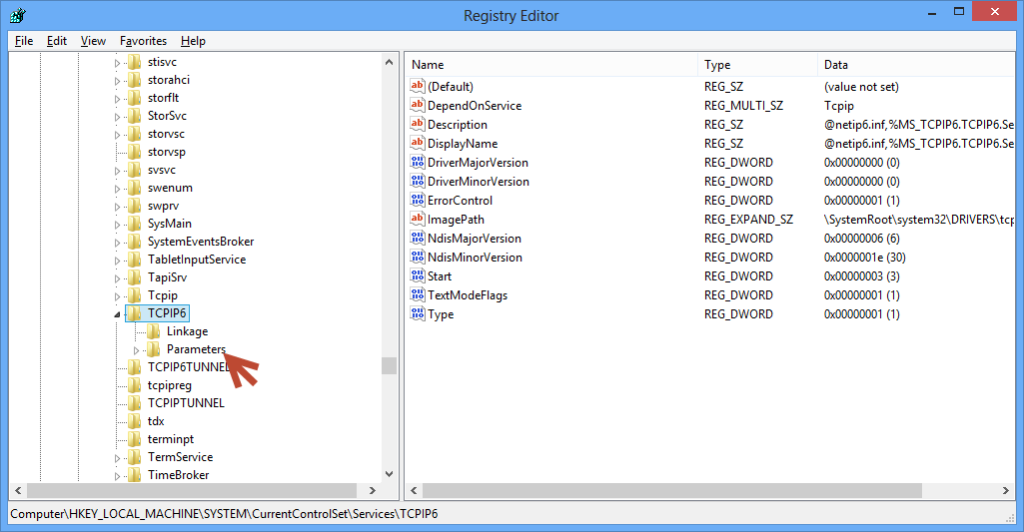 Registry Editor
File Edit View Favorites Help
stisvc
storahci
storflt
StorSvc
storvsc
storvsp
svsvc
swenum
swprv
SysMain
SystemEventsBroker
TabletInputService
TapiSrv
Tcpip
TCPIP6
Linkage
Parameters
TCPIP6TUNNEL
tcpipreg
TCPIPTUNNEL
tdx
terminpt
TermService
TimeBroker
Name Type Data
(Default) REG_SZ (value not set)
DependOnService REG_MULTI_SZ Tcpip
Description REG_SZ @netip6.inf,%MS_TCPIP6.TCPIP6.Se
DisplayName REG_SZ @netip6.inf,%MS_TCPIP6.TCPIP6.Se
DriverMajorVersion REG_DWORD 0x00000000 (0)
DriverMinorVersion REG_DWORD 0x00000000 (0)
ErrorControl REG_DWORD 0x00000001 (1)
ImagePath REG_EXPAND_SZ \SystemRoot\system32\DRIVERS\tcp
NdisMajorVersion REG_DWORD 0x00000006 (6)
NdisMinorVersion REG_DWORD 0x0000001e (30)
Start REG_DWORD 0x00000003 (3)
TextModeFlags REG_DWORD 0x00000001 (1)
Type REG_DWORD 0x00000001 (1)
Computer\HKEY_LOCAL_MACHINE\SYSTEM\CurrentControlSet\Services\TCPIP6